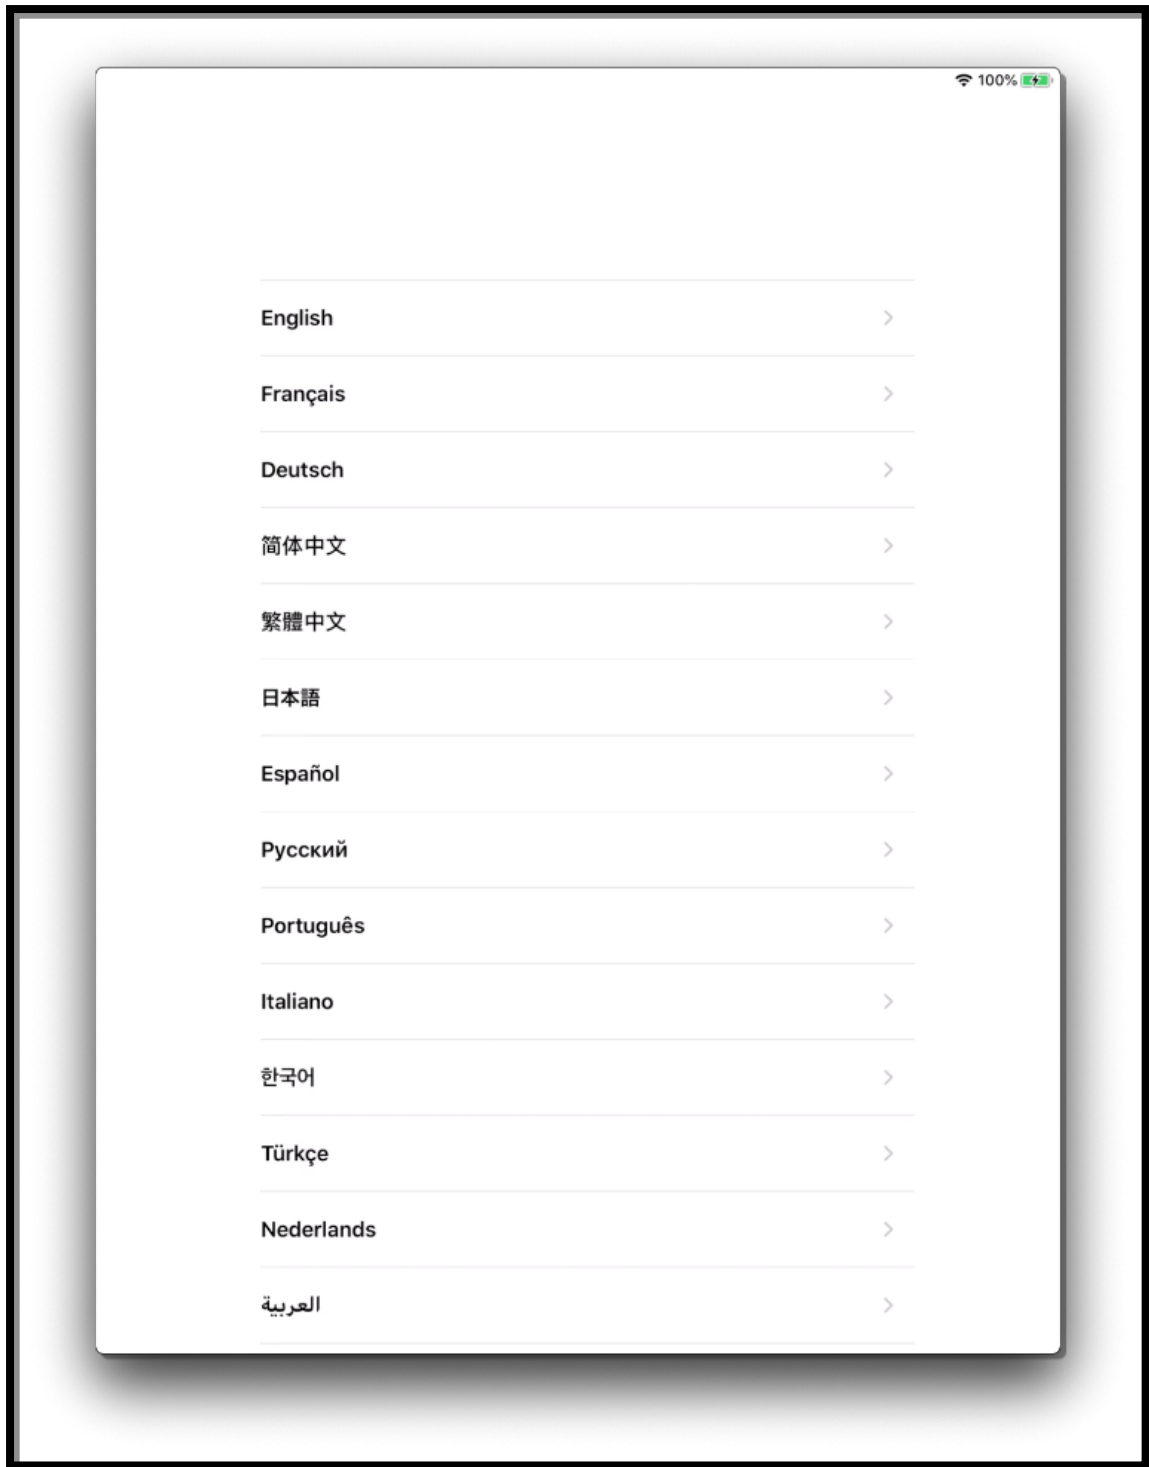 100%
English
Français
Deutsch
简体中文
繁體中文
日本語
Español
Русский
Português
Italiano
한국어
Türkçe
Nederlands
العربية